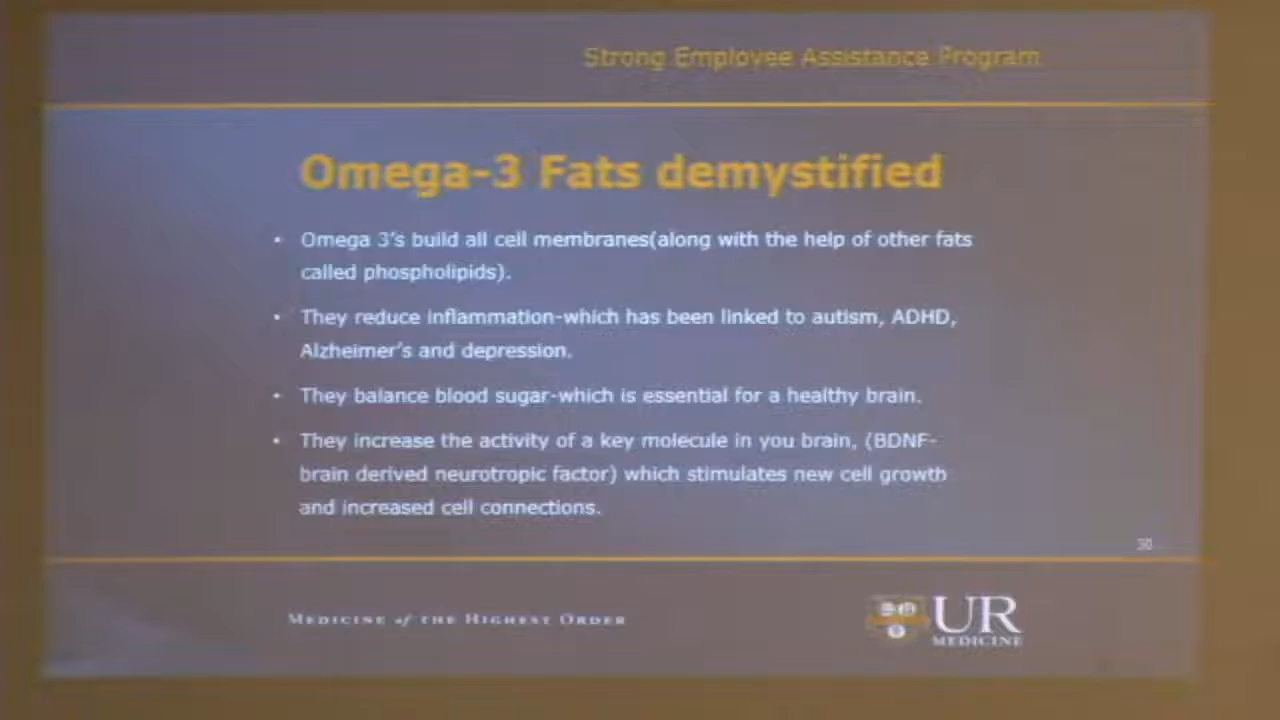 Strong Employee Assistance Program
Omega-3 Fats demystified
• Omega 3's build all cell membranes(along with the help of other fats
called phospholipids).
• They reduce inflammation-which has been linked to autism, ADHD,
Alzheimer's and depression.
• They balance blood sugar-which is essential for a healthy brain.
• They increase the activity of a key molecule in you brain, (BDNF-
brain derived neurotropic factor) which stimulates new cell growth
and increased cell connections.
30
MEDICINE of THE HIGHEST ORDER
UR
MEDICINE